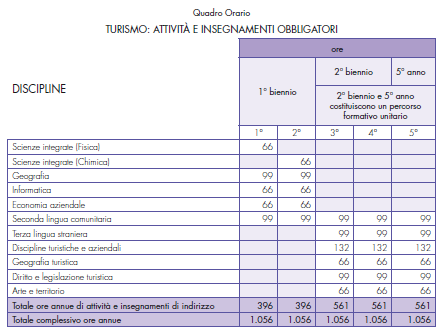 Quadro Orario
TURISMO: ATTIVITÀ E INSEGNAMENTI OBBLIGATORI
DISCIPLINE
ore
1° biennio
2° biennio
5° anno
2° biennio e 5° anno
costituiscono un percorso
formativo unitario
1° 2° 3° 4° 5°
Scienze integrate (Fisica) 66
Scienze integrate (Chimica) 66
Geografia 99 99
Informatica 66 66
Economia aziendale 66 66
Seconda lingua comunitaria 99 99 99 99 99
Terza lingua straniera 99 99 99
Discipline turistiche e aziendali 132 132 132
Geografia turistica 66 66 66
Diritto e legislazione turistica 99 99 99
Arte e territorio 66 66 66
Totale ore annue di attività e insegnamenti di indirizzo 396 396 561 561 561
Totale complessivo ore annue 1.056 1.056 1.056 1.056 1.056